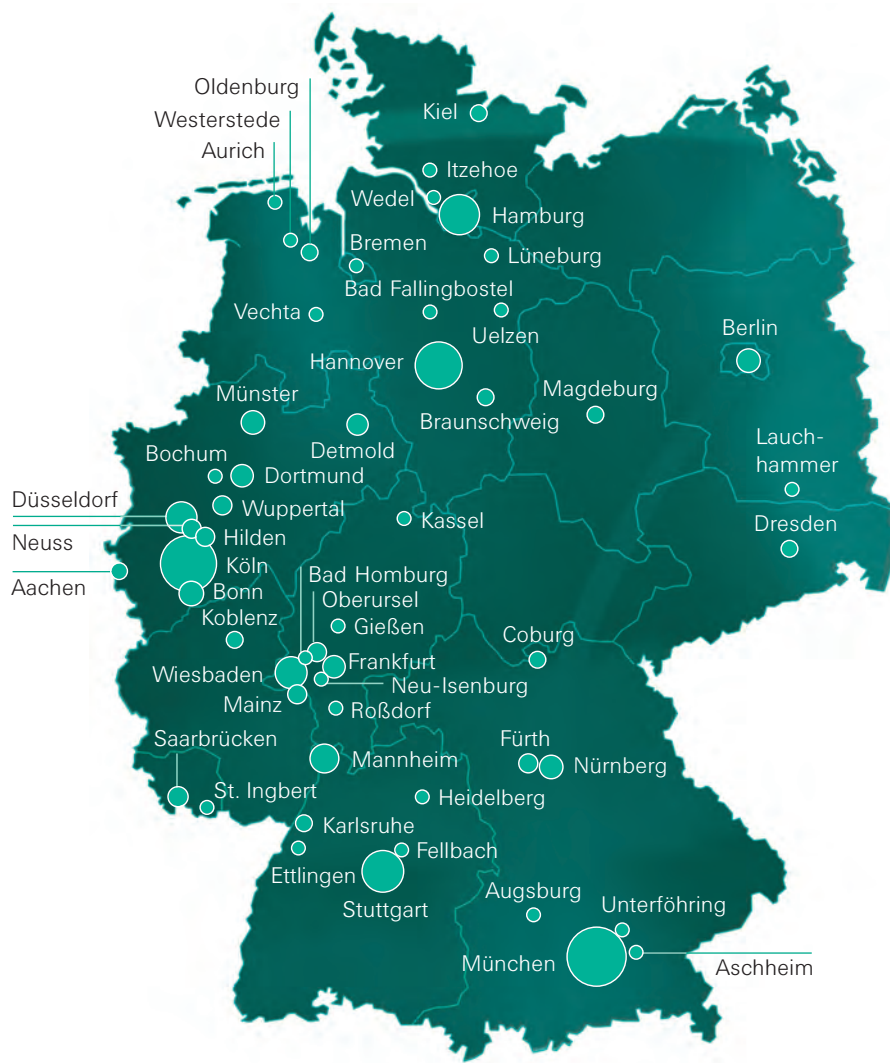 Oldenburg
Westerstede
Aurich
Kiel
Itzehoe
Wedel
Hamburg
Bremen
Lüneburg
Bad Fallingbostel
Vechta
Uelzen
Berlin
Hannover
Magdeburg
Münster
Braunschweig
Detmold
Lauch-
hammer
Bochum
Dortmund
Düsseldorf
Wuppertal
Kassel
Dresden
Neuss
Hilden
Köln
Aachen
Bad Homburg
Bonn
Oberursel
Koblenz
Gießen
Coburg
Wiesbaden
Frankfurt
Neu-Isenburg
Mainz
Roßdorf
Saarbrücken
Fürth
Mannheim
Nürnberg
St. Ingbert
Heidelberg
Karlsruhe
Fellbach
Ettlingen
Augsburg
Stuttgart
Unterföhring
München
Aschheim